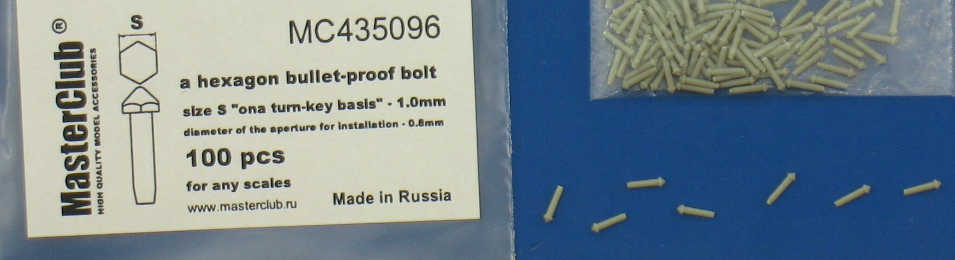 MasterClub ®
HIGH QUALITY MODEL ACCESSORIES
S
MC435096
a hexagon bullet-proof bolt
size S "ona turn-key basis" - 1.0mm
diameter of the aperture for installation - 0.6mm
100 pcs
for any scales
www.masterclub.ru
Made in Russia